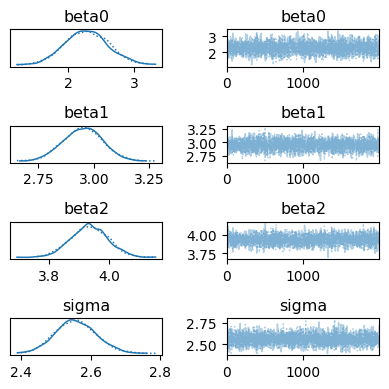 beta0 beta0
3
2
2 3 0 1000
beta1 beta1
3.25
3.00
2.75
2.75 3.00 3.25 0 1000
beta2 beta2
4.00
3.75
3.8 4.0 0 1000
sigma sigma
2.75
2.50
2.4 2.6 2.8 0 1000